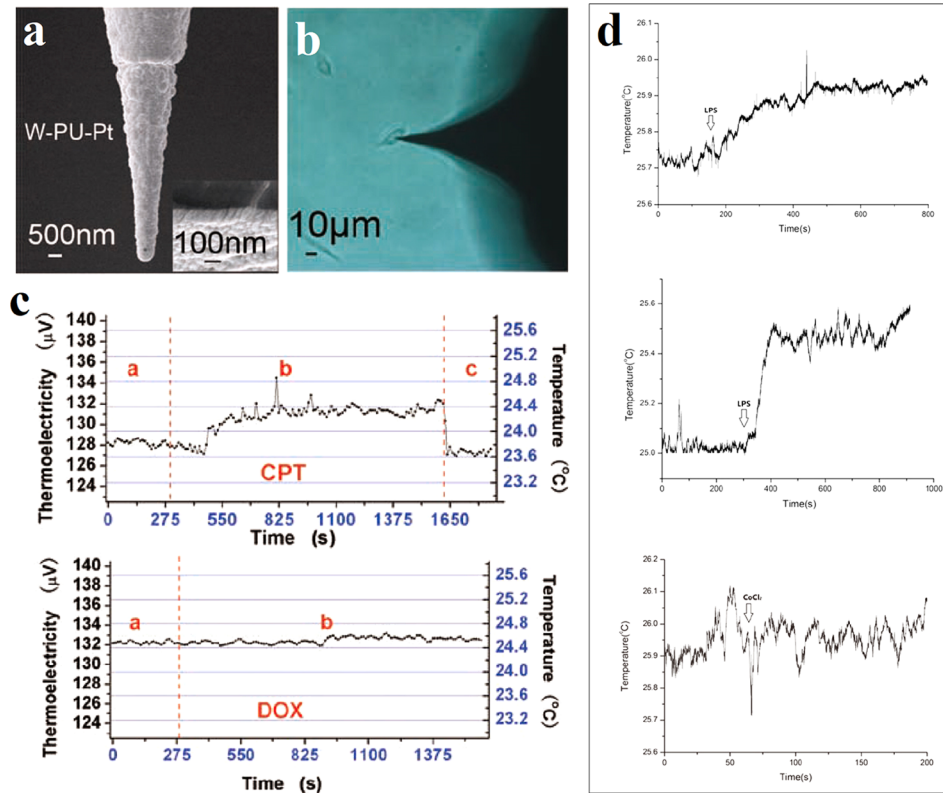 a
W-PU-Pt
500nm
100nm
b
10µm
c
Thermoelectricity (µV)
140
138
136
134
132
130
128
126
124
a
b
c
CPT
25.6
25.2
24.8
24.4
24.0
23.6
23.2
Temperature (°C)
0
275
550
825
1100
1375
1650
Time (s)
Thermoelectricity (µV)
140
138
136
134
132
130
128
126
124
a
b
DOX
25.6
25.2
24.8
24.4
24.0
23.6
23.2
Temperature (°C)
0
275
550
825
1100
1375
Time (s)
d
Temperature(°C)
26.0
25.9
25.8
25.7
25.6
LPS
0
200
400
600
800
Time(s)
Temperature(°C)
25.6
25.4
25.2
25.0
LPS
0
200
400
600
800
1000
Time(s)
Temperature(°C)
26.2
26.1
26.0
25.9
25.8
25.7
25.6
CoCl₂
0
50
100
150
200
Time(s)